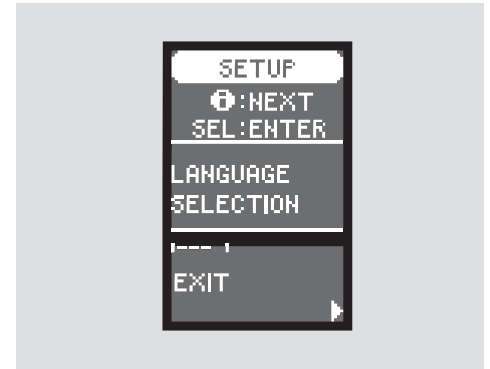 SETUP
i:NEXT
SEL:ENTER
LANGUAGE
SELECTION
EXIT